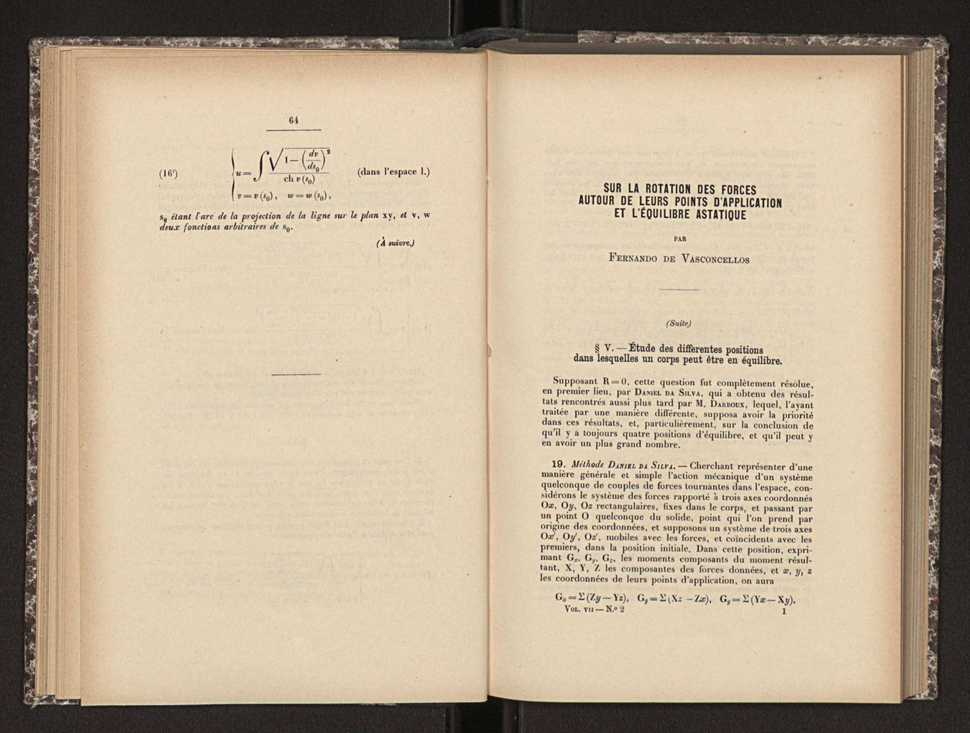 64
(16') u = ∫ √(1 − (dv/ds₀)²) / ch v (s₀) (dans l'espace l.)
v = v (s₀), w = w (s₀),
s₀ étant l'arc de la projection de la ligne sur le plan xy, et v, w
deux fonctions arbitraires de s₀.
(À suivre.)
SUR LA ROTATION DES FORCES
AUTOUR DE LEURS POINTS D'APPLICATION
ET L'ÉQUILIBRE ASTATIQUE
PAR
FERNANDO DE VASCONCELLOS
(Suite)
§ V. — Étude des differentes positions
dans lesquelles un corps peut être en équilibre.
Supposant R = 0, cette question fut complètement résolue,
en premier lieu, par DANIEL DA SILVA, qui a obtenu des résul-
tats rencontrés aussi plus tard par M. DARBOUX, lequel, l'ayant
traitée par une manière différente, supposa avoir la priorité
dans ces résultats, et, particulièrement, sur la conclusion de
qu'il y a toujours quatre positions d'équilibre, et qu'il peut y
en avoir un plus grand nombre.
19. Méthode DANIEL DA SILVA. — Cherchant représenter d'une
manière générale et simple l'action mécanique d'un système
quelconque de couples de forces tournantes dans l'espace, con-
sidérons le système des forces rapporté à trois axes coordonnés
Ox, Oy, Oz rectangulaires, fixes dans le corps, et passant par
un point O quelconque du solide, point qui l'on prend par
origine des coordonnées, et supposons un système de trois axes
Ox', Oy', Oz', mobiles avec les forces, et coïncidents avec les
premiers, dans la position initiale. Dans cette position, expri-
mant Gx, Gy, Gz, les moments composants du moment résul-
tant, X, Y, Z les composantes des forces données, et x, y, z
les coordonnées de leurs points d'application, on aura
Gx = Σ (Zy — Yz), Gy = Σ (Xz — Zx), Gz = Σ (Yx — Xy).
VOL. VII — N.º 2 1